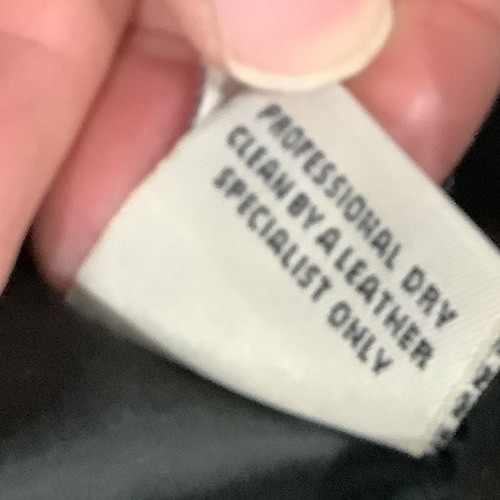 PROFESSIONAL DRY
CLEAN BY A LEATHER
SPECIALIST ONLY